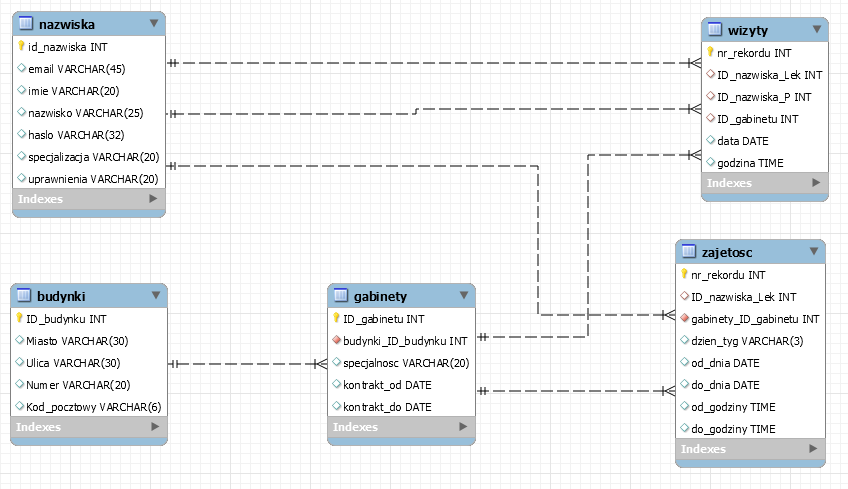 nazwiska
id_nazwiska INT
email VARCHAR(45)
imie VARCHAR(20)
nazwisko VARCHAR(25)
haslo VARCHAR(32)
specjalizacja VARCHAR(20)
uprawnienia VARCHAR(20)
Indexes
wizyty
nr_rekordu INT
ID_nazwiska_Lek INT
ID_nazwiska_P INT
ID_gabinetu INT
data DATE
godzina TIME
Indexes
budynki
ID_budynku INT
Miasto VARCHAR(30)
Ulica VARCHAR(30)
Numer VARCHAR(20)
Kod_pocztowy VARCHAR(6)
Indexes
gabinety
ID_gabinetu INT
budynki_ID_budynku INT
specjalnosc VARCHAR(20)
kontrakt_od DATE
kontrakt_do DATE
Indexes
zajetosc
nr_rekordu INT
ID_nazwiska_Lek INT
gabinety_ID_gabinetu INT
dzien_tyg VARCHAR(3)
od_dnia DATE
do_dnia DATE
od_godziny TIME
do_godziny TIME
Indexes